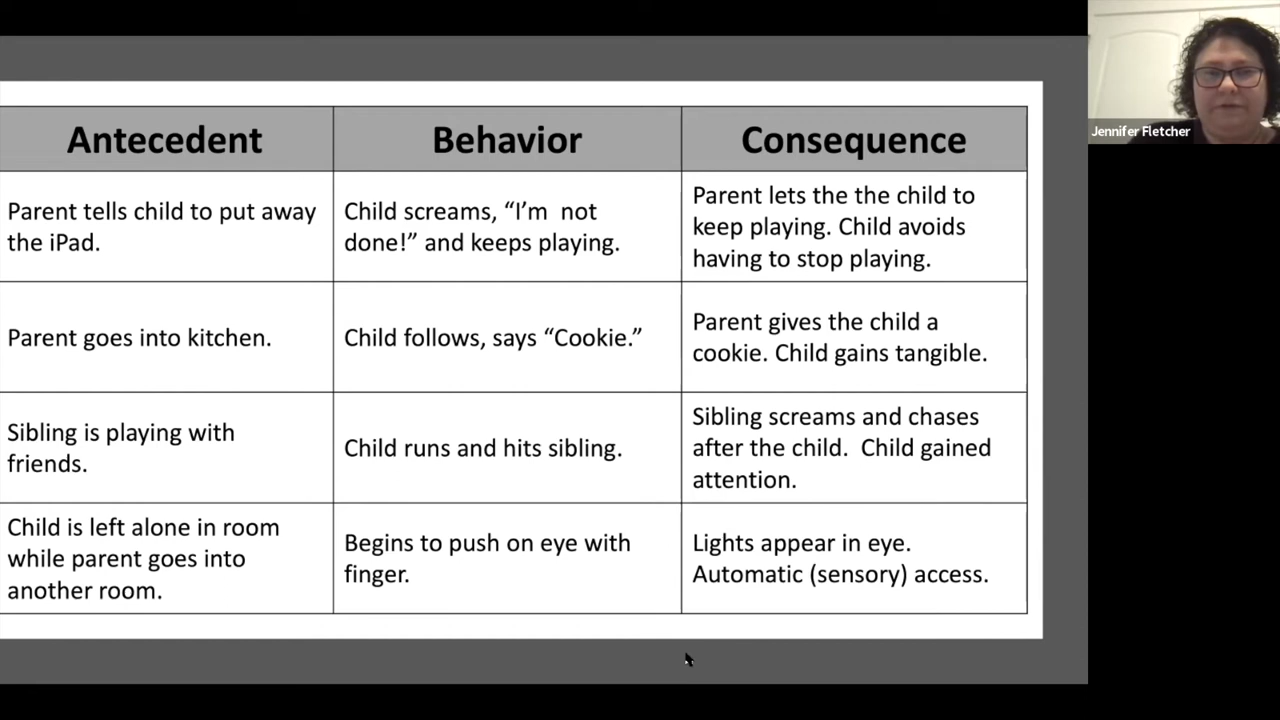 Antecedent
Behavior
Consequence
Parent tells child to put away
the iPad.
Child screams, “I’m  not
done!” and keeps playing.
Parent lets the the child to
keep playing. Child avoids
having to stop playing.
Parent goes into kitchen.
Child follows, says “Cookie.”
Parent gives the child a
cookie. Child gains tangible.
Sibling is playing with
friends.
Child runs and hits sibling.
Sibling screams and chases
after the child.  Child gained
attention.
Child is left alone in room
while parent goes into
another room.
Begins to push on eye with
finger.
Lights appear in eye.
Automatic (sensory) access.
Jennifer Fletcher